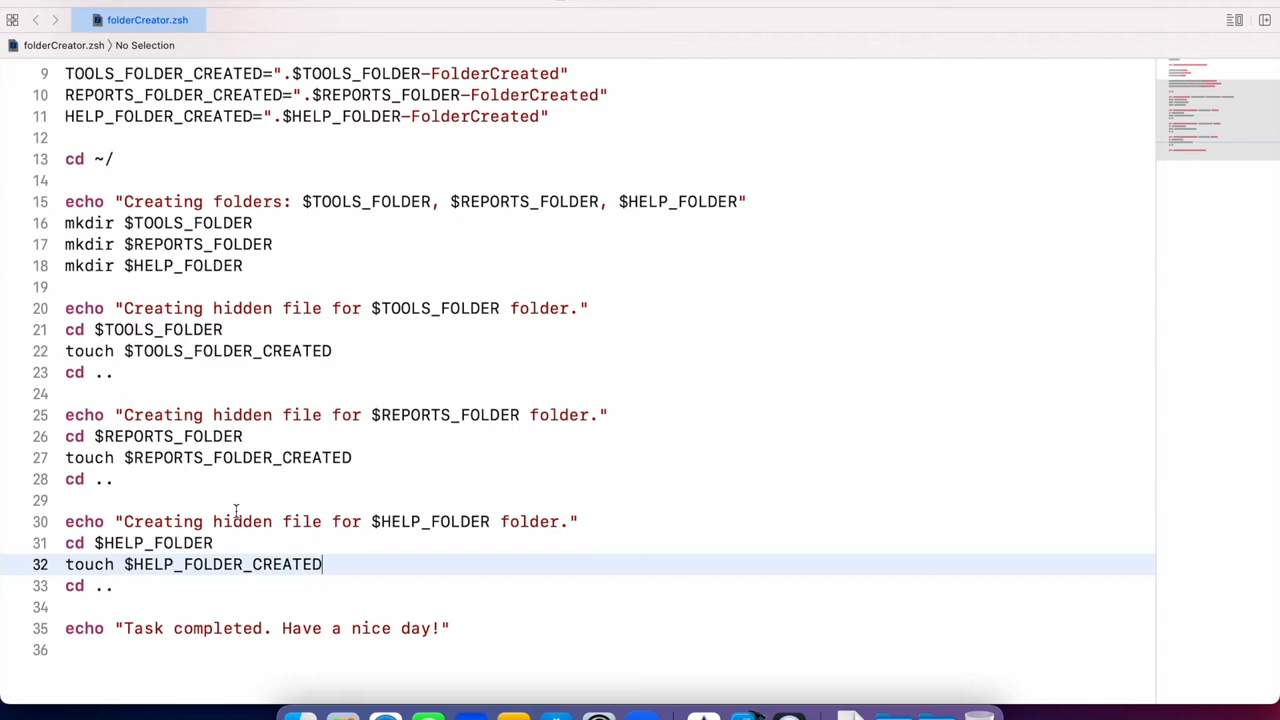 folderCreator.zsh
folderCreator.zsh 〉 No Selection
9 TOOLS_FOLDER_CREATED=".$TOOLS_FOLDER-FolderCreated"
10 REPORTS_FOLDER_CREATED=".$REPORTS_FOLDER-FolderCreated"
11 HELP_FOLDER_CREATED=".$HELP_FOLDER-FolderCreated"
12
13 cd ~/
14
15 echo "Creating folders: $TOOLS_FOLDER, $REPORTS_FOLDER, $HELP_FOLDER"
16 mkdir $TOOLS_FOLDER
17 mkdir $REPORTS_FOLDER
18 mkdir $HELP_FOLDER
19
20 echo "Creating hidden file for $TOOLS_FOLDER folder."
21 cd $TOOLS_FOLDER
22 touch $TOOLS_FOLDER_CREATED
23 cd ..
24
25 echo "Creating hidden file for $REPORTS_FOLDER folder."
26 cd $REPORTS_FOLDER
27 touch $REPORTS_FOLDER_CREATED
28 cd ..
29
30 echo "Creating hidden file for $HELP_FOLDER folder."
31 cd $HELP_FOLDER
32 touch $HELP_FOLDER_CREATED
33 cd ..
34
35 echo "Task completed. Have a nice day!"
36